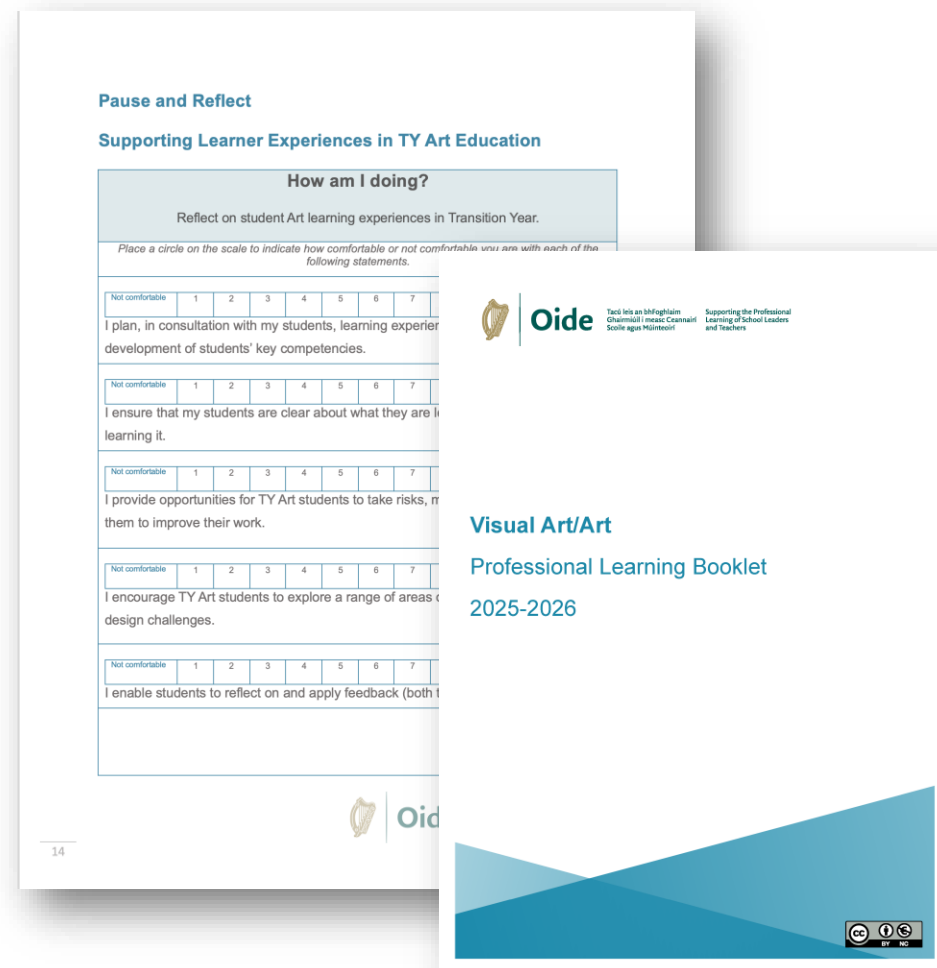 Pause and Reflect
Supporting Learner Experiences in TY Art Education
How am I doing?
Reflect on student Art learning experiences in Transition Year.
Place a circle on the scale to indicate how comfortable or not comfortable you are with each of the
following statements.
Not comfortable 1 2 3 4 5 6 7
I plan, in consultation with my students, learning
development of students' key competencies.
Not comfortable 1 2 3 4 5 6 7
I ensure that my students are clear about what they are
learning it.
Not comfortable 1 2 3 4 5 6 7
I provide opportunities for TY Art students to take risks,
them to improve their work.
Not comfortable 1 2 3 4 5 6 7
I encourage TY Art students to explore a range of areas
design challenges.
Not comfortable 1 2 3 4 5 6 7
I enable students to reflect on and apply feedback (both
14
Oide
Tacú leis an bhFoghlaim
Ghairmiúil i measc Ceannairí
Scoile agus Múinteoirí
Supporting the Professional
Learning of School Leaders
and Teachers
Visual Art/Art
Professional Learning Booklet
2025-2026
cc
BY NC